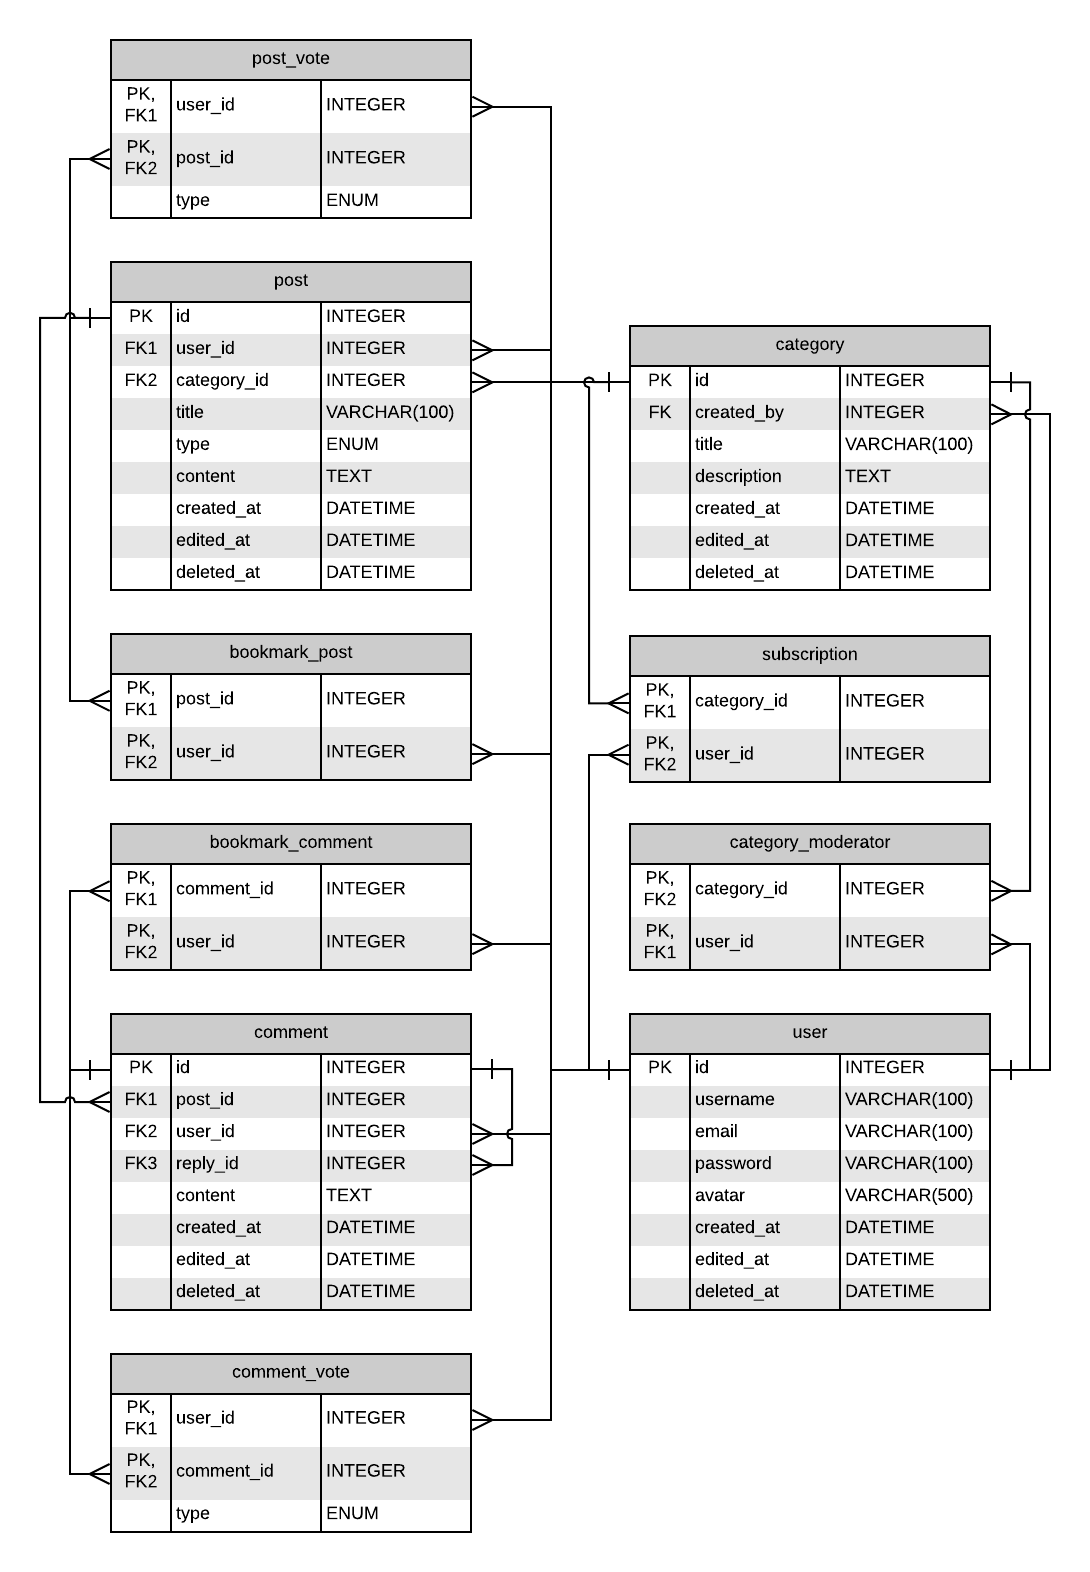 post_vote
PK,
FK1
user_id
INTEGER
PK,
FK2
post_id
INTEGER
type
ENUM
post
PK
id
INTEGER
FK1
user_id
INTEGER
FK2
category_id
INTEGER
title
VARCHAR(100)
type
ENUM
content
TEXT
created_at
DATETIME
edited_at
DATETIME
deleted_at
DATETIME
bookmark_post
PK,
FK1
post_id
INTEGER
PK,
FK2
user_id
INTEGER
bookmark_comment
PK,
FK1
comment_id
INTEGER
PK,
FK2
user_id
INTEGER
comment
PK
id
INTEGER
FK1
post_id
INTEGER
FK2
user_id
INTEGER
FK3
reply_id
INTEGER
content
TEXT
created_at
DATETIME
edited_at
DATETIME
deleted_at
DATETIME
comment_vote
PK,
FK1
user_id
INTEGER
PK,
FK2
comment_id
INTEGER
type
ENUM
category
PK
id
INTEGER
FK
created_by
INTEGER
title
VARCHAR(100)
description
TEXT
created_at
DATETIME
edited_at
DATETIME
deleted_at
DATETIME
subscription
PK,
FK1
category_id
INTEGER
PK,
FK2
user_id
INTEGER
category_moderator
PK,
FK2
category_id
INTEGER
PK,
FK1
user_id
INTEGER
user
PK
id
INTEGER
username
VARCHAR(100)
email
VARCHAR(100)
password
VARCHAR(100)
avatar
VARCHAR(500)
created_at
DATETIME
edited_at
DATETIME
deleted_at
DATETIME